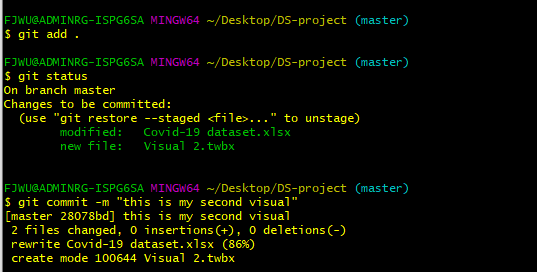 FJWU@ADMINRG-ISPG6SA MINGW64 ~/Desktop/DS-project (master)
$ git add .
FJWU@ADMINRG-ISPG6SA MINGW64 ~/Desktop/DS-project (master)
$ git status
On branch master
Changes to be committed:
  (use "git restore --staged <file>..." to unstage)
        modified:   Covid-19 dataset.xlsx
        new file:   Visual 2.twbx
FJWU@ADMINRG-ISPG6SA MINGW64 ~/Desktop/DS-project (master)
$ git commit -m "this is my second visual"
[master 28078bd] this is my second visual
 2 files changed, 0 insertions(+), 0 deletions(-)
 rewrite Covid-19 dataset.xlsx (86%)
 create mode 100644 Visual 2.twbx